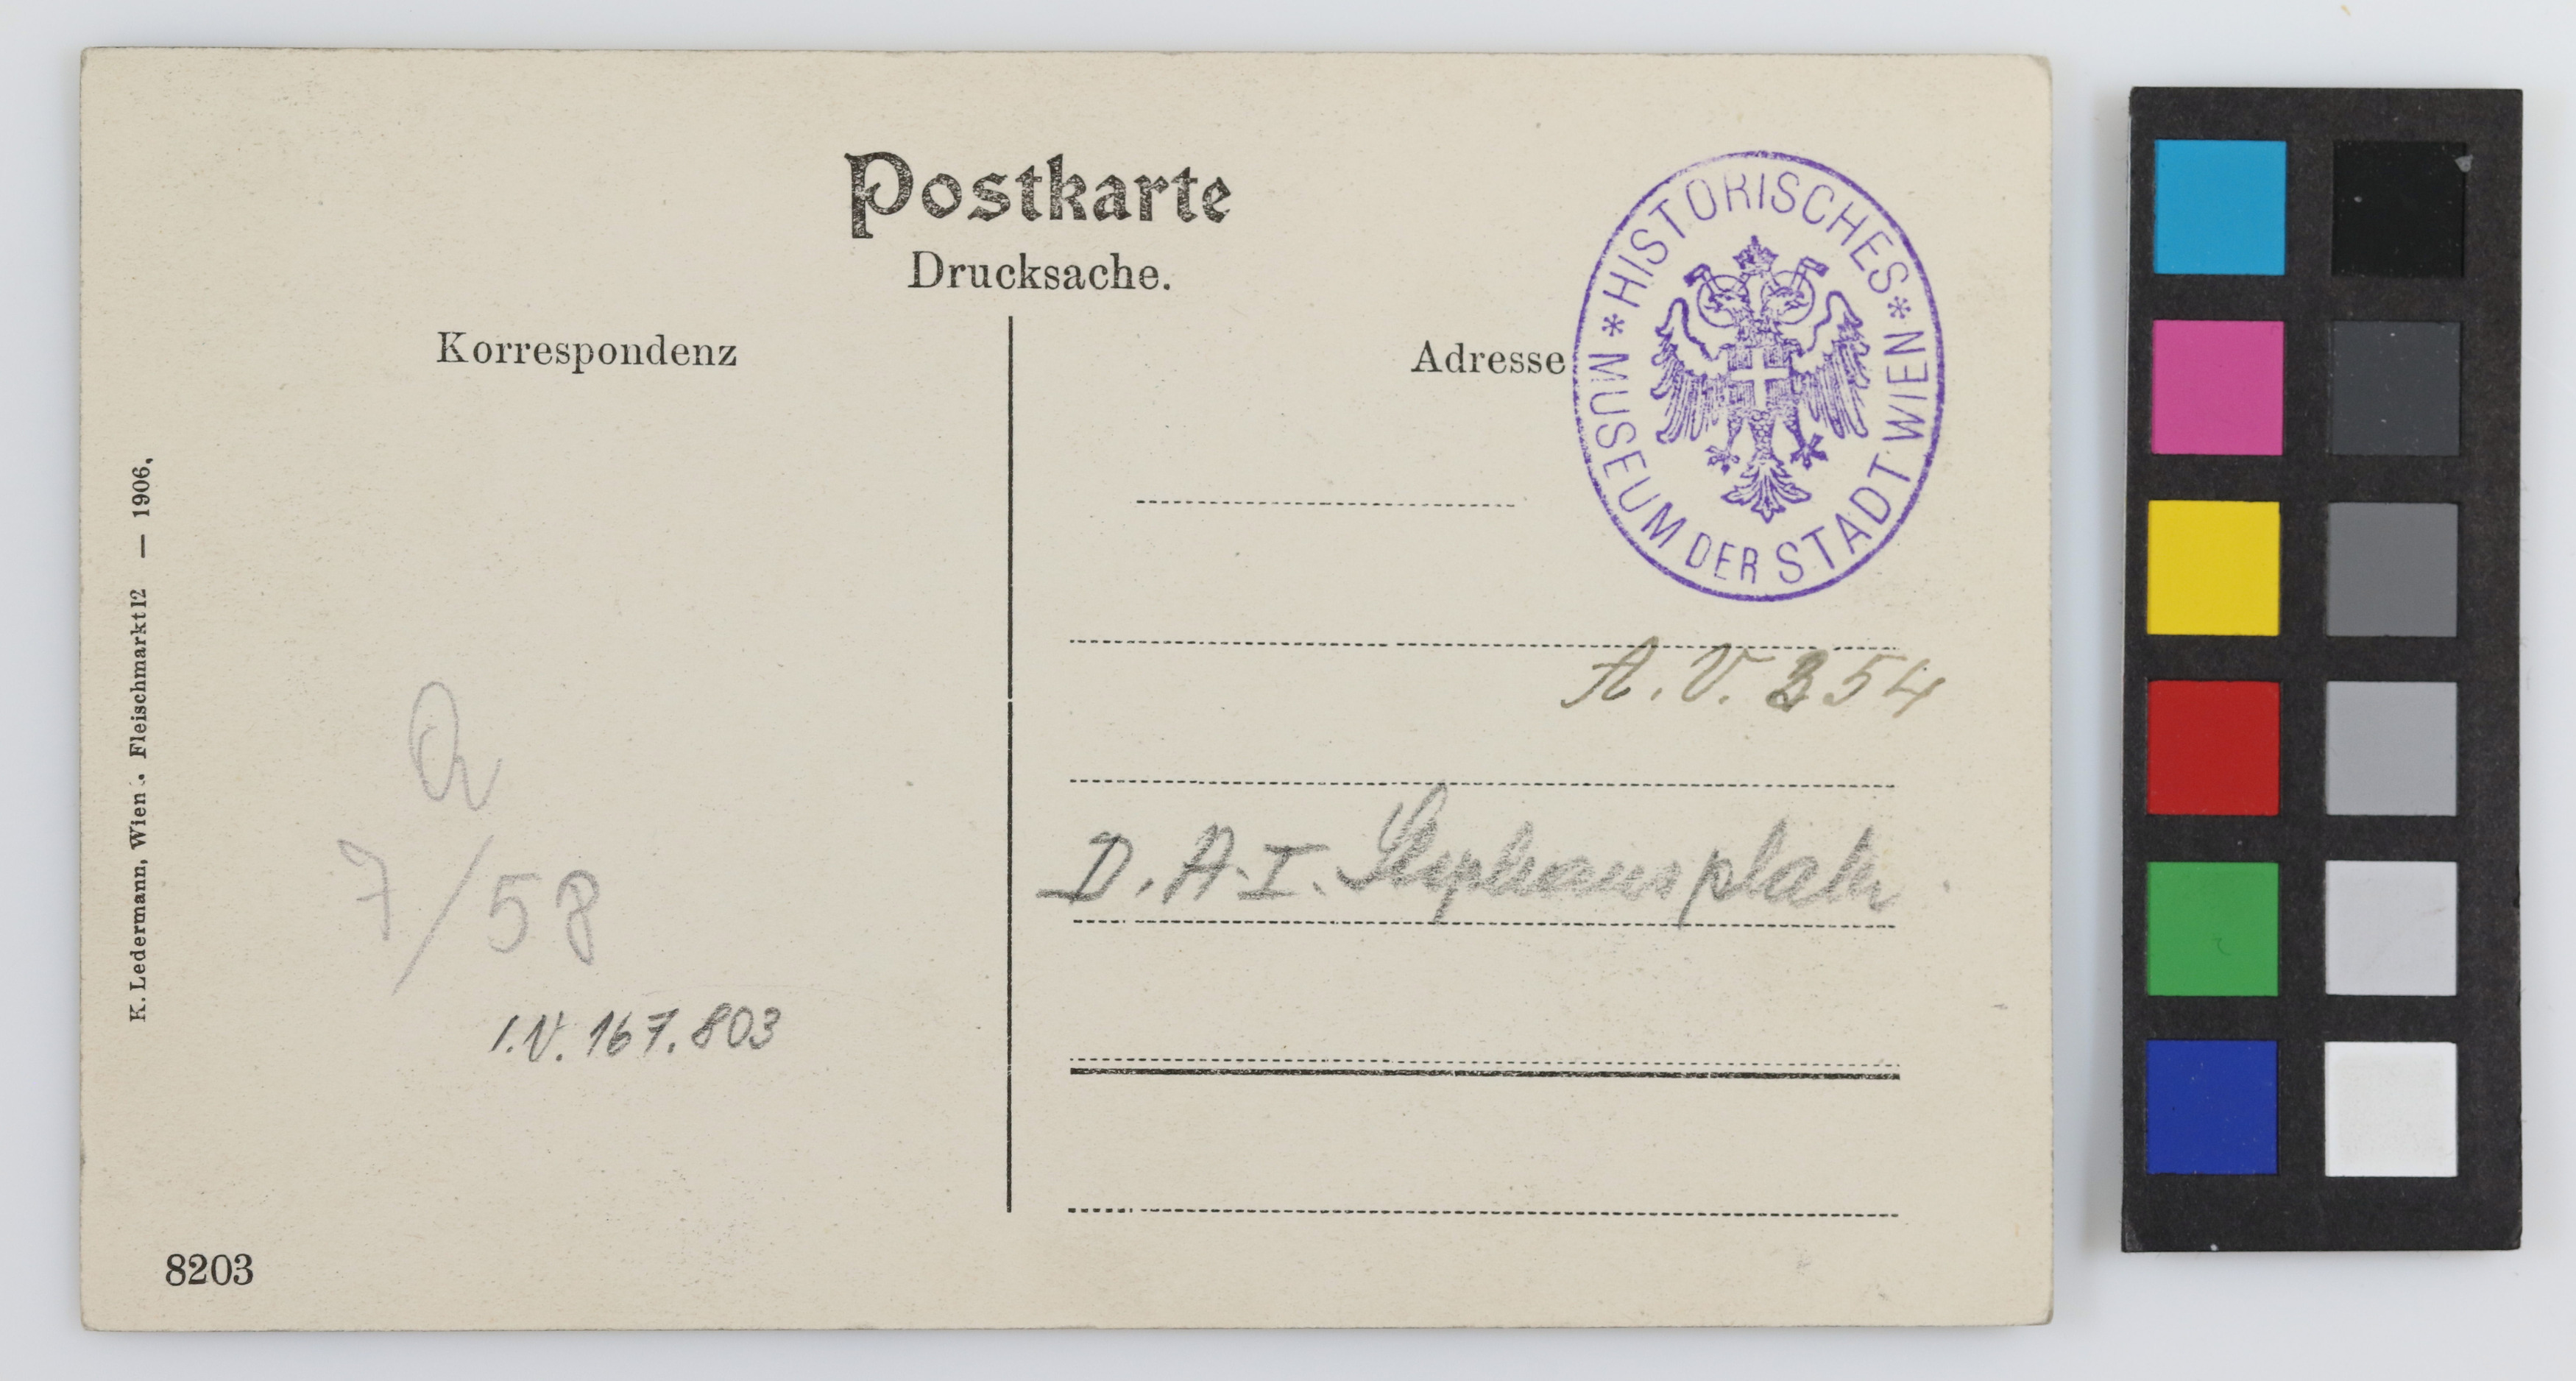 Postkarte
Drucksache.
Korrespondenz
Adresse
* HISTORISCHES *
MUSEUM DER STADT WIEN
K. Ledermann, Wien I. Fleischmarkt 12 — 1906.
A.V. 354
D. A. I. Stephansplatz
a
7/58
I.N. 167.803
8203